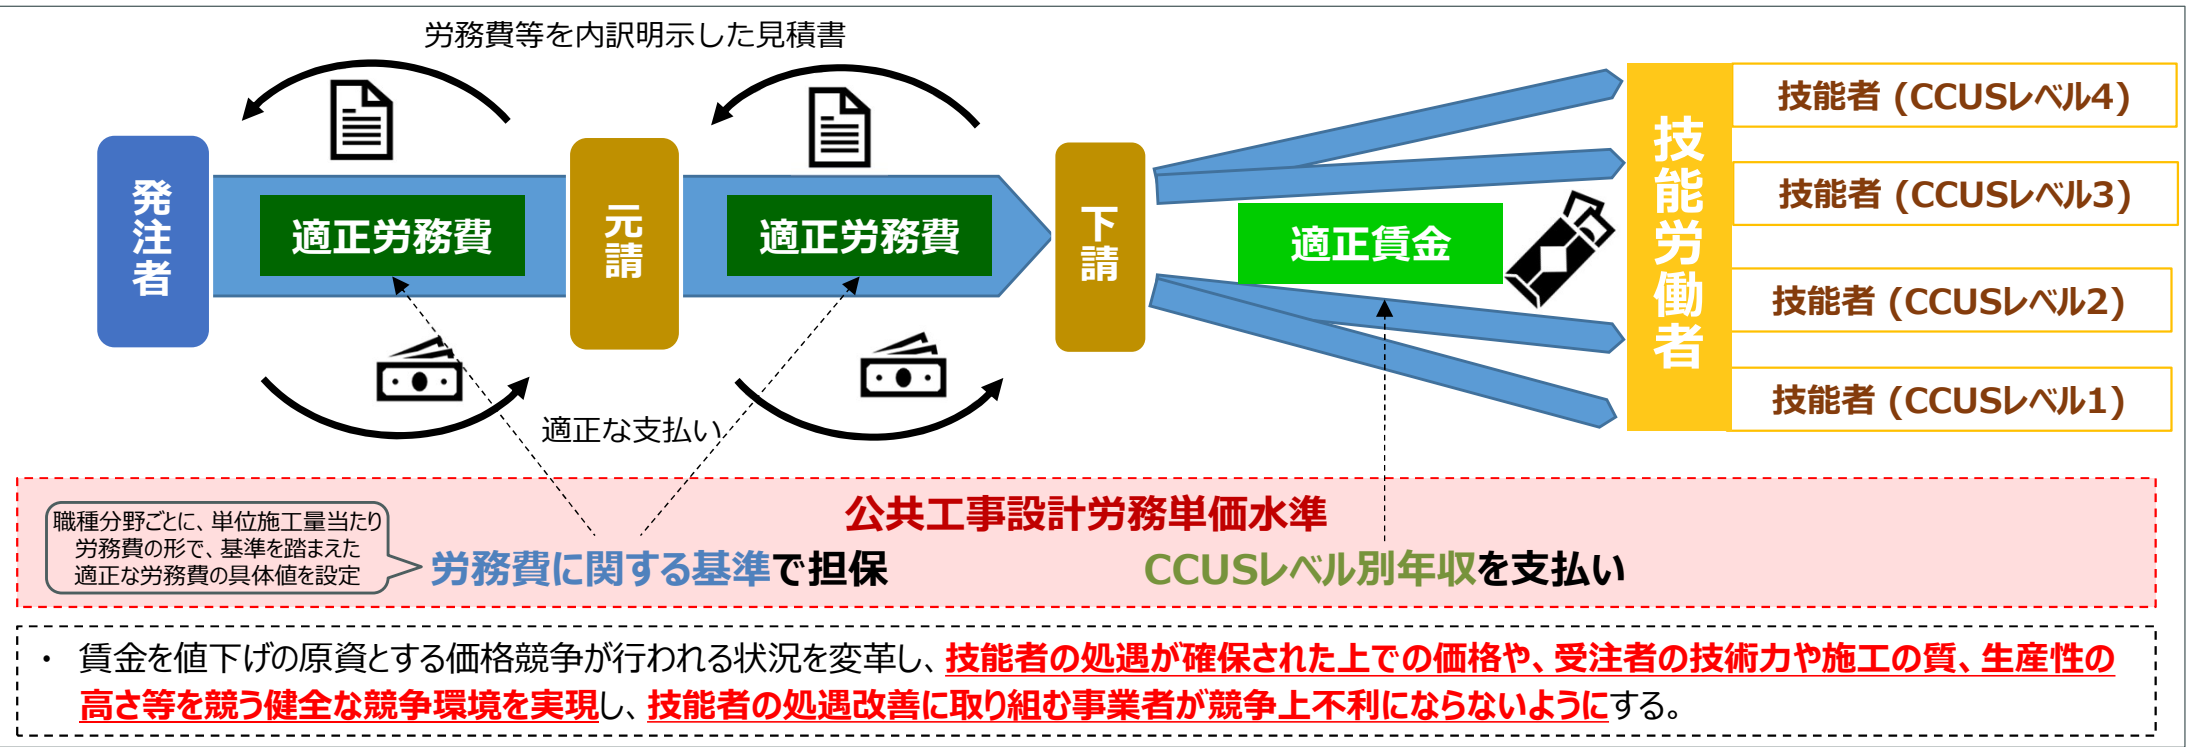 労務費等を内訳明示した見積書
発注者
適正労務費
元請
適正労務費
下請
適正賃金
技能労働者
技能者 (CCUSレベル4)
技能者 (CCUSレベル3)
技能者 (CCUSレベル2)
技能者 (CCUSレベル1)
適正な支払い
公共工事設計労務単価水準
職種分野ごとに、単位施工量当たり
労務費の形で、基準を踏まえた
適正な労務費の具体値を設定
労務費に関する基準で担保
CCUSレベル別年収を支払い
・ 賃金を値下げの原資とする価格競争が行われる状況を変革し、技能者の処遇が確保された上での価格や、受注者の技術力や施工の質、生産性の
高さ等を競う健全な競争環境を実現し、技能者の処遇改善に取り組む事業者が競争上不利にならないようにする。